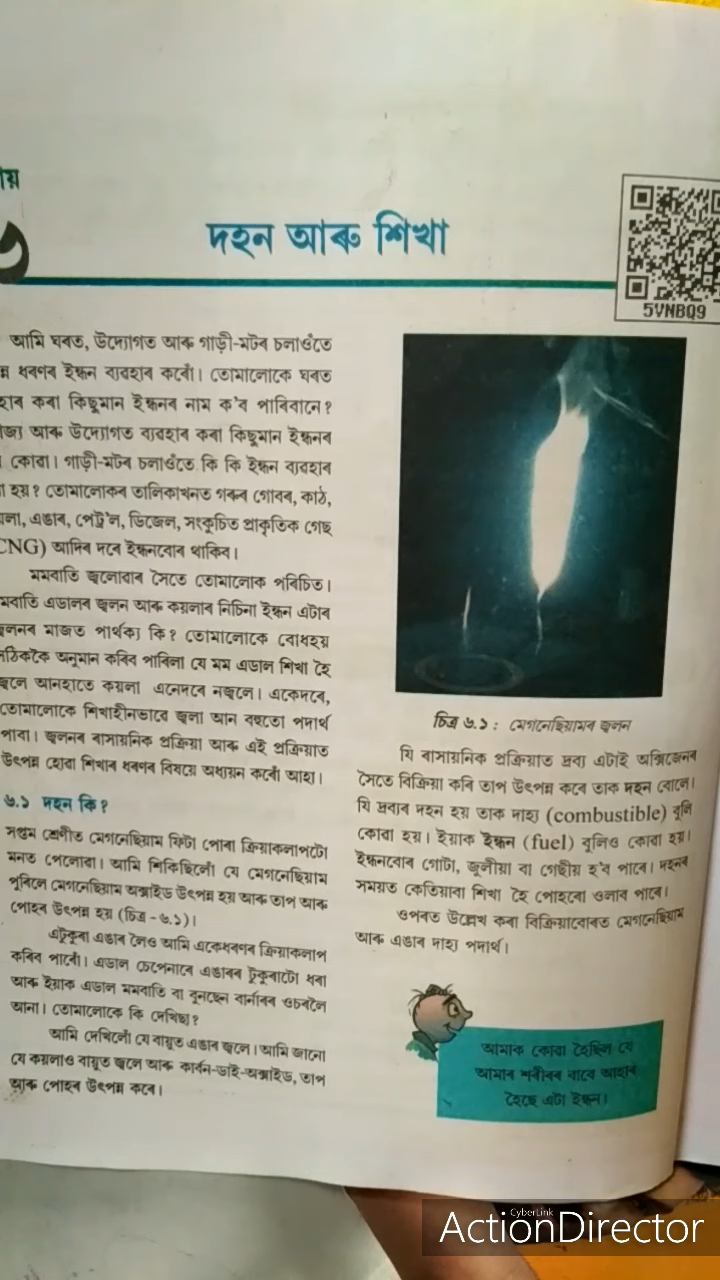 দহন আৰু শিখা
5VNBQ9
আমি ঘৰত, উদ্যোগত আৰু গাড়ী-মটৰ চলাওঁতে
ধৰণৰ ইন্ধন ব্যৱহাৰ কৰোঁ। তোমালোকে ঘৰত
কৰা কিছুমান ইন্ধনৰ নাম ক'ব পাৰিবানে?
আৰু উদ্যোগত ব্যৱহাৰ কৰা কিছুমান ইন্ধনৰ
কোৱা। গাড়ী-মটৰ চলাওঁতে কি কি ইন্ধন ব্যৱহাৰ
হয়? তোমালোকৰ তালিকাখনত গৰুৰ গোবৰ, কাঠ,
এঙাৰ, পেট্ৰ'ল, ডিজেল, সংকুচিত প্ৰাকৃতিক গেছ
CNG) আদিৰ দৰে ইন্ধনবোৰ থাকিব।
মমবাতি জ্বলোৱাৰ সৈতে তোমালোক পৰিচিত।
এডালৰ জ্বলন আৰু কয়লাৰ নিচিনা ইন্ধন এটাৰ
মাজত পাৰ্থক্য কি? তোমালোকে বোধহয়
অনুমান কৰিব পাৰিলা যে মম এডাল শিখা হৈ
জ্বলে আনহাতে কয়লা এনেদৰে নজ্বলে। একেদৰে,
তোমালোকে শিখাহীনভাৱে জ্বলা আন বহুতো পদাৰ্থ
পাবা। জ্বলনৰ ৰাসায়নিক প্ৰক্ৰিয়া আৰু এই প্ৰক্ৰিয়াত
উৎপন্ন হোৱা শিখাৰ ধৰণৰ বিষয়ে অধ্যয়ন কৰোঁ আহা।
৬.১ দহন কি?
সপ্তম শ্ৰেণীত মেগনেছিয়াম ফিটা পোৰা ক্ৰিয়াকলাপটো
মনত পেলোৱা। আমি শিকিছিলোঁ যে মেগনেছিয়াম
পুৰিলে মেগনেছিয়াম অক্সাইড উৎপন্ন হয় আৰু তাপ আৰু
পোহৰ উৎপন্ন হয় (চিত্ৰ - ৬.১)।
এটুকুৰা এঙাৰ লৈও আমি একেধৰণৰ ক্ৰিয়াকলাপ
কৰিব পাৰোঁ। এডাল চেপেনাৰে এঙাৰৰ টুকুৰাটো ধৰা
আৰু ইয়াক এডাল মমবাতি বা বুনছেন বাৰ্নাৰৰ ওচৰলৈ
আনা। তোমালোকে কি দেখিছা?
আমি দেখিলোঁ যে বায়ুত এঙাৰ জ্বলে। আমি জানো
যে কয়লাও বায়ুত জ্বলে আৰু কাৰ্বন-ডাই-অক্সাইড, তাপ
আৰু পোহৰ উৎপন্ন কৰে।
চিত্ৰ ৬.১ : মেগনেছিয়ামৰ জ্বলন
যি ৰাসায়নিক প্ৰক্ৰিয়াত দ্ৰব্য এটাই অক্সিজেনৰ
সৈতে বিক্ৰিয়া কৰি তাপ উৎপন্ন কৰে তাক দহন বোলে।
যি দ্ৰব্যৰ দহন হয় তাক দাহ্য (combustible) বুলি
কোৱা হয়। ইয়াক ইন্ধন (fuel) বুলিও কোৱা হয়।
ইন্ধনবোৰ গোটা, জুলীয়া বা গেছীয় হ'ব পাৰে। দহনৰ
সময়ত কেতিয়াবা শিখা হৈ পোহৰো ওলাব পাৰে।
ওপৰত উল্লেখ কৰা বিক্ৰিয়াবোৰত মেগনেছিয়াম
আৰু এঙাৰ দাহ্য পদাৰ্থ।
আমাক কোৱা হৈছিল যে
আমাৰ শৰীৰৰ বাবে আহাৰ
হৈছে এটা ইন্ধন।
CyberLink
ActionDirector